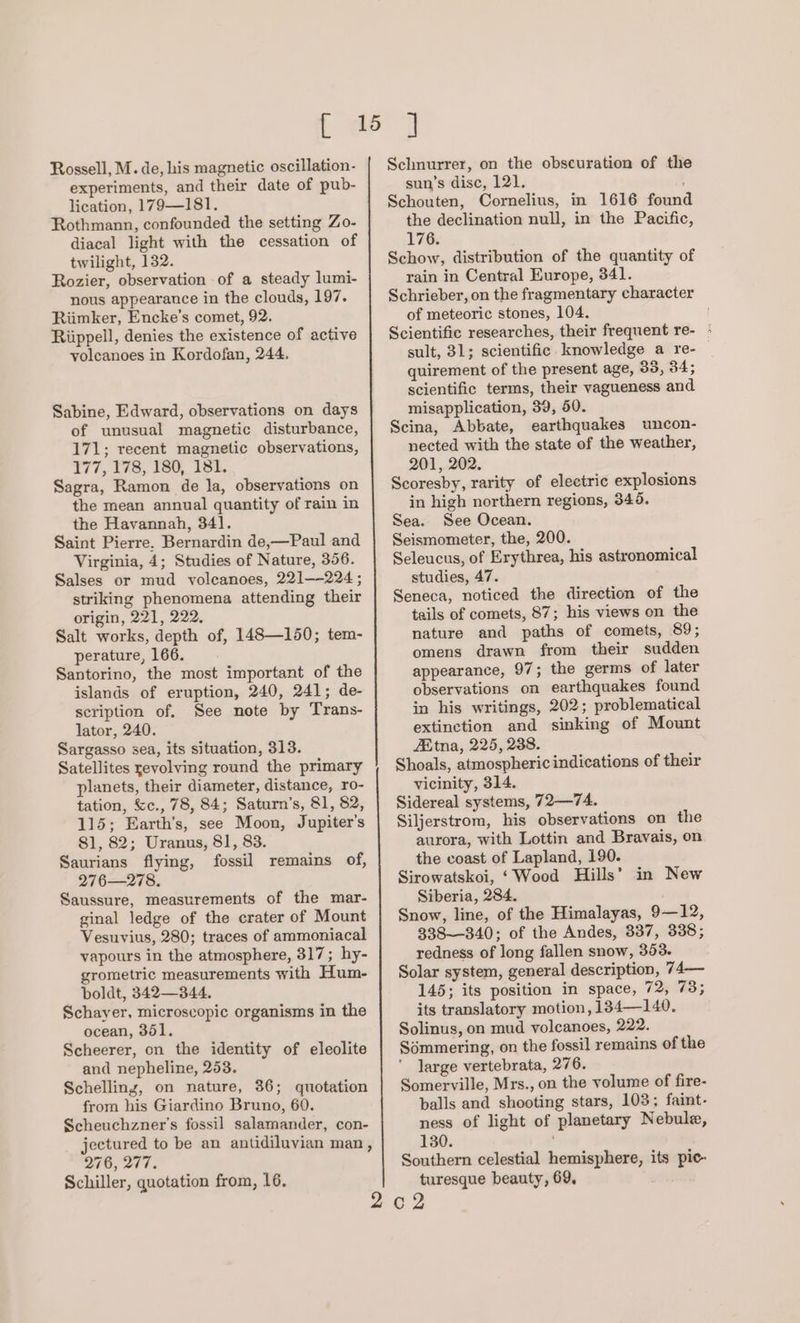 [ 15 ]
Rossell, M. de, his magnetic oscillation-
experiments, and their date of pub-
lication, 179—181.
Rothmann, confounded the setting Zo-
diacal light with the cessation of
twilight, 132.
Rozier, observation of a steady lumi-
nous appearance in the clouds, 197.
Rümker, Encke's comet, 92.
Rüppell, denies the existence of active
volcanoes in Kordofan, 244.
Sabine, Edward, observations on days
of unusual magnetic disturbance,
171; recent magnetic observations,
177, 178, 180, 181.
Sagra, Ramon de la, observations on
the mean annual quantity of rain in
the Havannah, 341.
Saint Pierre. Bernardin de,—Paul and
Virginia, 4; Studies of Nature, 356.
Salses or mud volcanoes, 221—224;
striking phenomena attending their
origin, 221, 222.
Salt works, depth of, 148—150; tem-
perature, 166.
Santorino, the most important of the
islands of eruption, 240, 241; de-
scription of. See note by Trans-
lator, 240.
Sargasso sea, its situation, 313.
Satellites revolving round the primary
planets, their diameter, distance, ro-
tation, &c., 78, 84; Saturn's, 81, 82,
115; Earth's, see Moon, Jupiter's
81, 82; Uranus, 81, 83.
Saurians flying, fossil remains of,
276—278.
Saussure, measurements of the mar-
ginal ledge of the crater of Mount
Vesuvius, 280; traces of ammoniacal
vapours in the atmosphere, 317; hy-
grometric measurements with Hum-
boldt, 342—344.
Schayer, microscopic organisms in the
ocean, 351.
Scheerer, on the identity of eleolite
and nepheline, 253.
Schelling, on nature, 36; quotation
from his Giardino Bruno, 60.
Scheuchzner's fossil salamander, con-
jectured to be an antidiluvian man,
276, 277.
Schiller, quotation from, 16.
Schnurrer, on the obscuration of the
sun's disc, 121.
Schouten, Cornelius, in 1616 found
the declination null, in the Pacific,
176.
Schow, distribution of the quantity of
rain in Central Europe, 341.
Schrieber, on the fragmentary character
of meteoric stones, 104.
Scientific researches, their frequent re-
sult, 31; scientific knowledge a re-
quirement of the present age, 33, 34;
scientific terms, their vagueness and
misapplication, 39, 50.
Scina, Abbate, earthquakes uncon-
nected with the state of the weather,
201, 202.
Scoresby, rarity of electric explosions
in high northern regions, 345.
Sea. See Ocean.
Seismometer, the, 200.
Seleucus, of Erythrea, his astronomical
studies, 47.
Seneca, noticed the direction of the
tails of comets, 87; his views on the
nature and paths of comets, 89;
omens drawn from their sudden
appearance, 97; the germs of later
observations on earthquakes found
in his writings, 202; problematical
extinction and sinking of Mount
Ætna, 225, 238.
Shoals, atmospheric indications of their
vicinity, 314.
Sidereal systems, 72—74.
Siljerstrom, his observations on the
aurora, with Lottin and Bravais, on
the coast of Lapland, 190.
Sirowatskoi, ‘Wood Hills’ in New
Siberia, 284.
Snow, line, of the Himalayas, 9—12,
338—340; of the Andes, 337, 338;
redness of long fallen snow, 353.
Solar system, general description, 74—
145; its position in space, 72, 73;
its translatory motion, 134—140.
Solinus, on mud volcanoes, 222.
Sömmering, on the fossil remains of the
large vertebrata, 276.
Somerville, Mrs., on the volume of fire-
balls and shooting stars, 103; faint-
ness of light of planetary Nebulæ,
130.
Southern celestial hemisphere, its pic-
turesque beauty, 69.
2 c 2